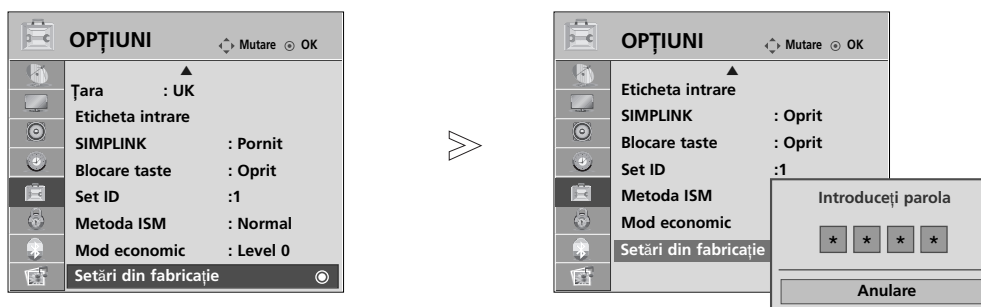 OPȚIUNI
Mutare OK
Țara : UK
Eticheta intrare
SIMPLINK : Pornit
Blocare taste : Oprit
Set ID :1
Metoda ISM : Normal
Mod economic : Level 0
Setări din fabricație
OPȚIUNI
Mutare OK
Eticheta intrare
SIMPLINK : Oprit
Blocare taste : Oprit
Set ID :1
Metoda ISM
Mod economic
Setări din fabricație
Introduceți parola
* * * *
Anulare